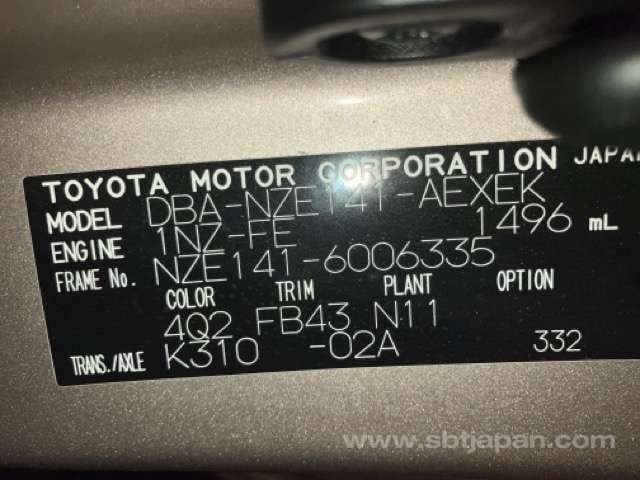 TOYOTA MOTOR CORPORATION JAPAN
MODEL DBA-NZE141-AEXEK
ENGINE 1NZ-FE 1496 mL
FRAME No. NZE141-6006335
COLOR TRIM PLANT OPTION
4Q2 FB43 N11
TRANS./AXLE K310 -02A 332
www.sbtjapan.com